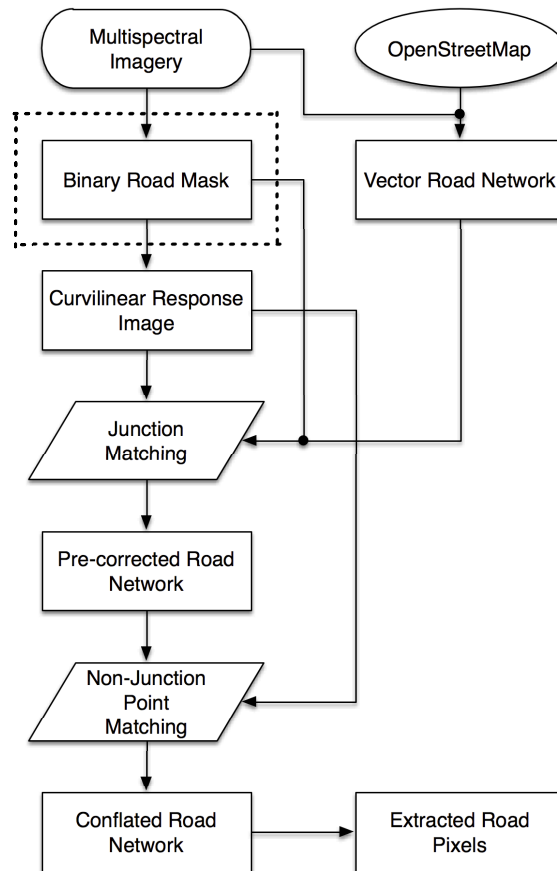 Multispectral
Imagery
OpenStreetMap
Binary Road Mask
Vector Road Network
Curvilinear Response
Image
Junction
Matching
Pre-corrected Road
Network
Non-Junction
Point
Matching
Conflated Road
Network
Extracted Road
Pixels